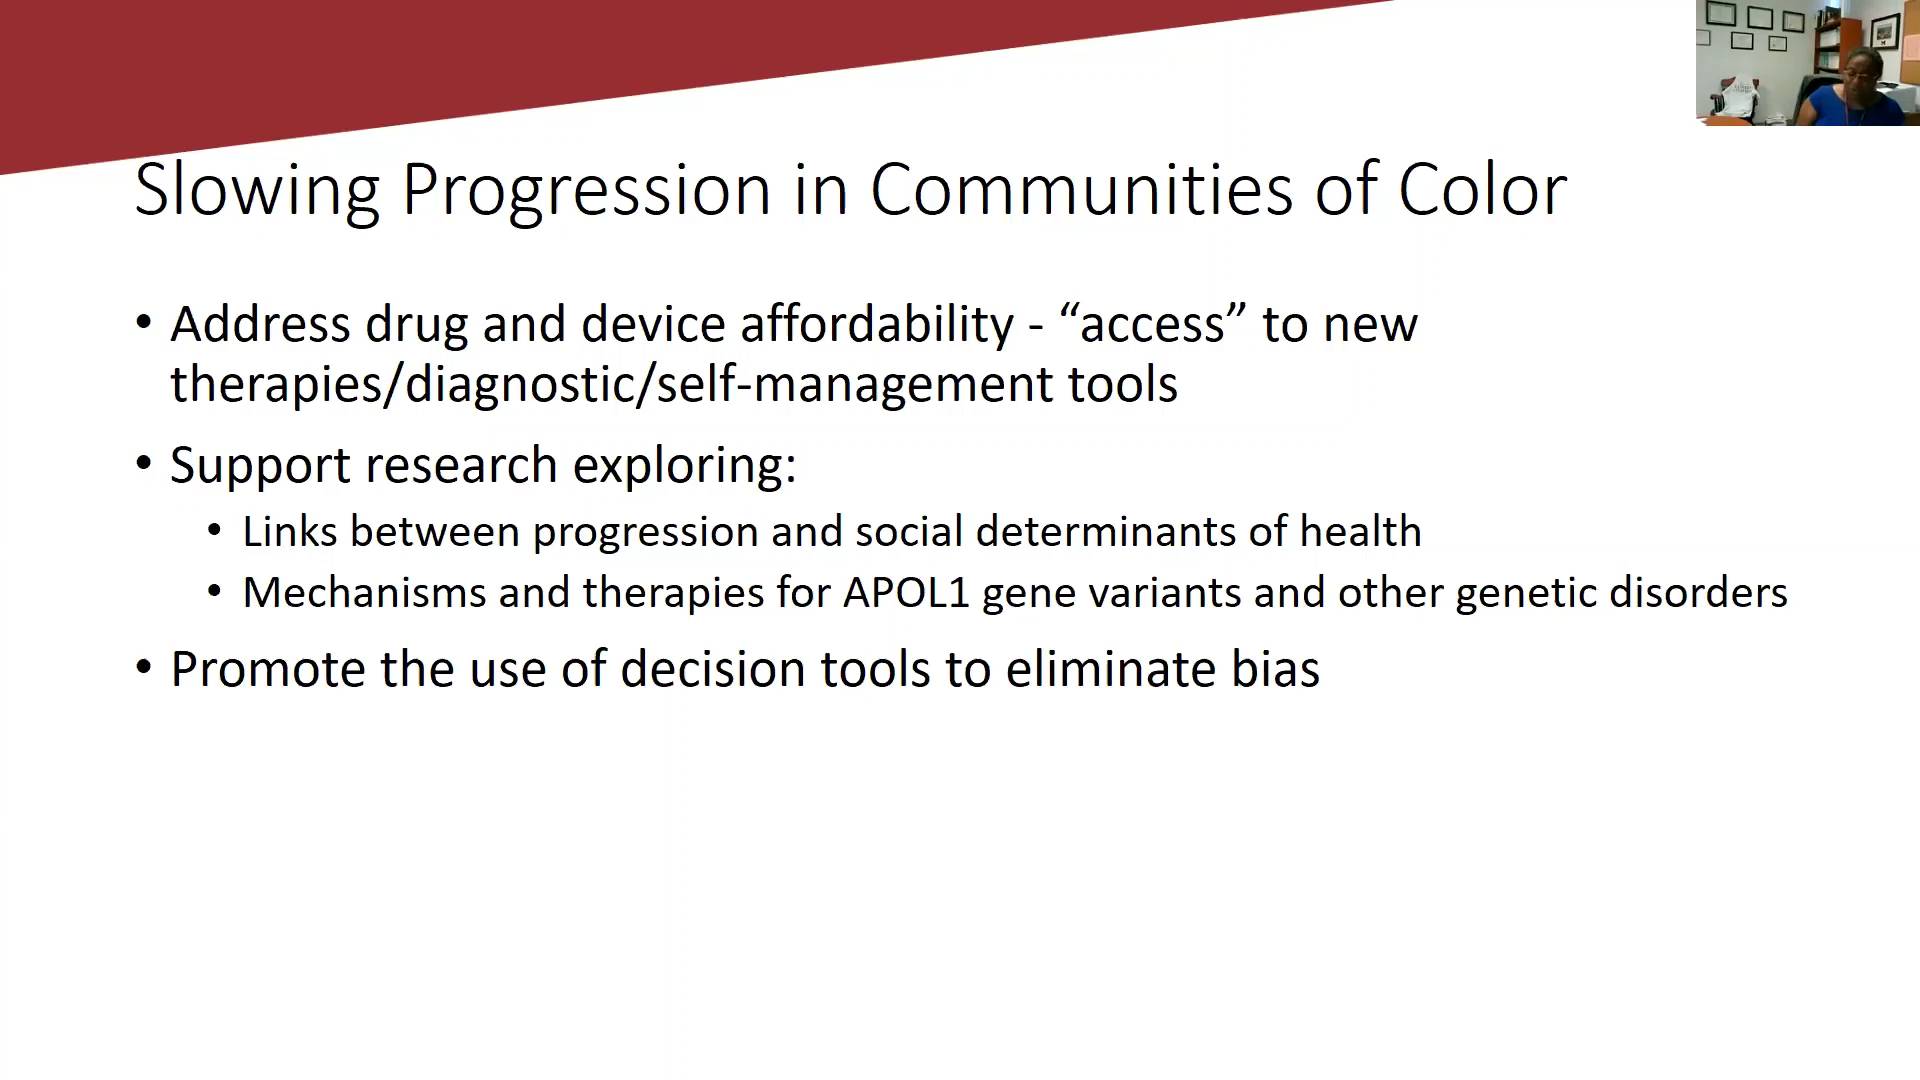 Slowing Progression in Communities of Color
• Address drug and device affordability - “access” to new
therapies/diagnostic/self-management tools
• Support research exploring:
• Links between progression and social determinants of health
• Mechanisms and therapies for APOL1 gene variants and other genetic disorders
• Promote the use of decision tools to eliminate bias